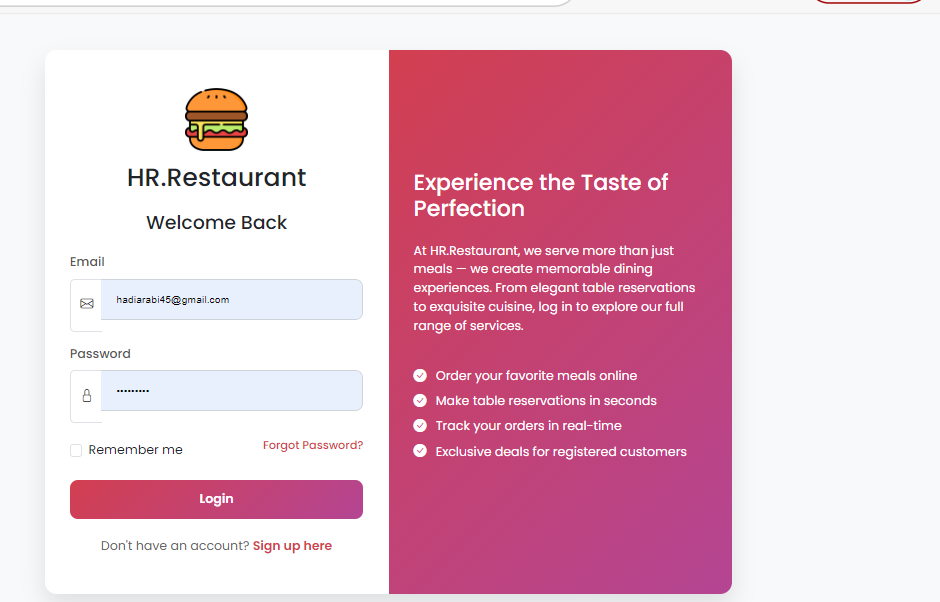 HR.Restaurant
Welcome Back
Email
hadiarabi45@gmail.com
Password
Remember me
Forgot Password?
Login
Don't have an account? Sign up here
Experience the Taste of
Perfection
At HR.Restaurant, we serve more than just
meals — we create memorable dining
experiences. From elegant table reservations
to exquisite cuisine, log in to explore our full
range of services.
Order your favorite meals online
Make table reservations in seconds
Track your orders in real-time
Exclusive deals for registered customers